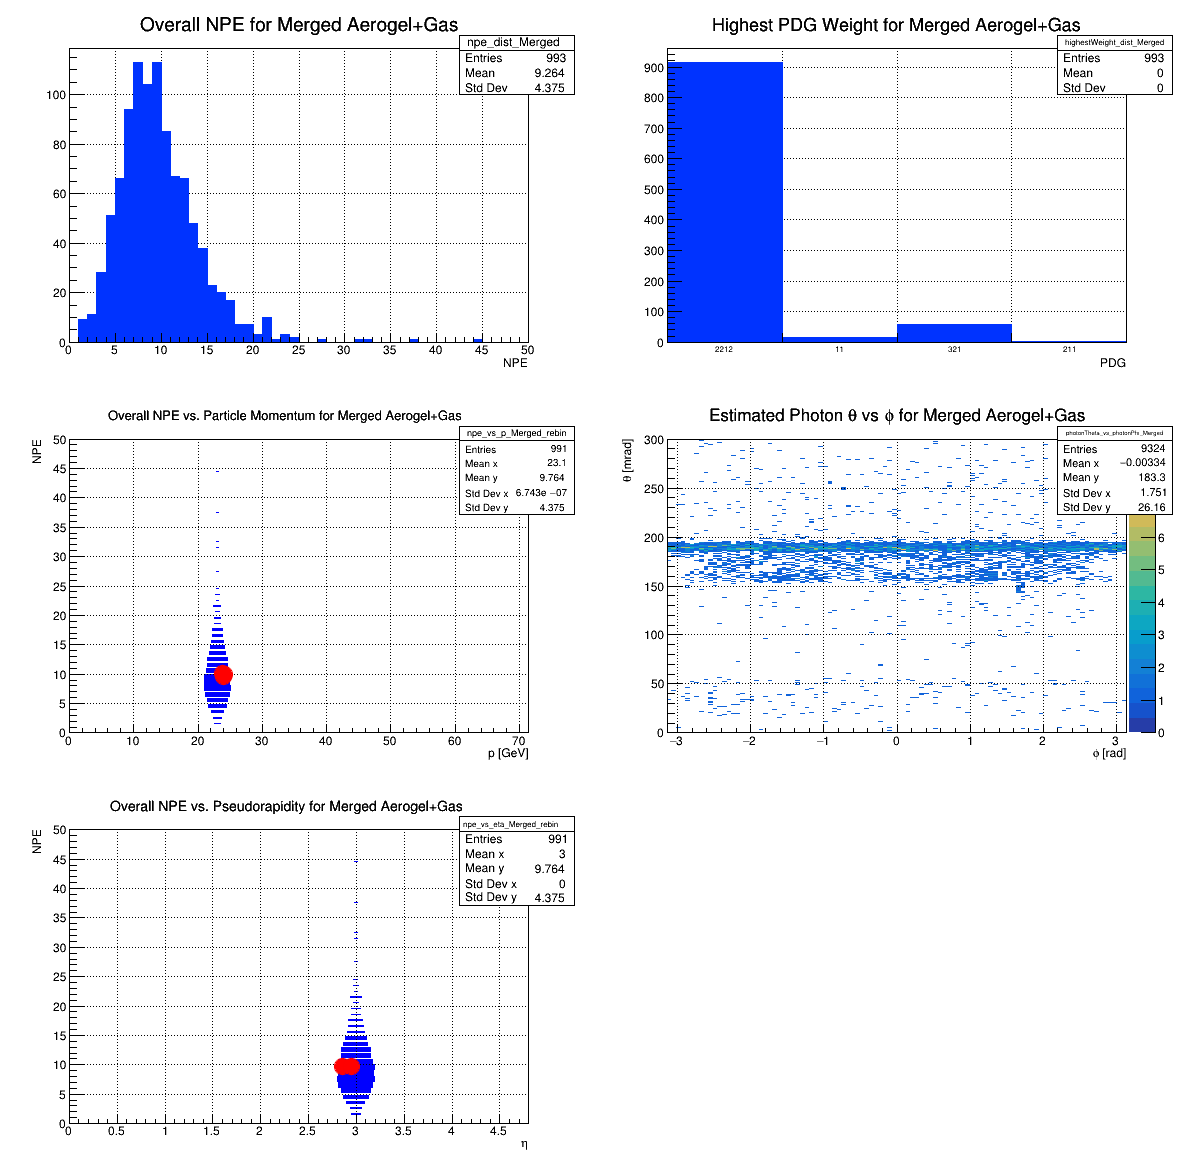 Overall NPE for Merged Aerogel+Gas
npe_dist_Merged
Entries 993
Mean 9.264
Std Dev 4.375
100
80
60
40
20
0
0 5 10 15 20 25 30 35 40 45 50
NPE
Highest PDG Weight for Merged Aerogel+Gas
highestWeight_dist_Merged
Entries 993
Mean 0
Std Dev 0
900
800
700
600
500
400
300
200
100
0
2212 11 321 211
PDG
Overall NPE vs. Particle Momentum for Merged Aerogel+Gas
npe_vs_p_Merged_rebin
Entries 991
Mean x 23.1
Mean y 9.764
Std Dev x 6.743e −07
Std Dev y 4.375
NPE
50
45
40
35
30
25
20
15
10
5
0
0 10 20 30 40 50 60 70
p [GeV]
Estimated Photon θ vs ϕ for Merged Aerogel+Gas
photonTheta_vs_photonPhi_Merged
Entries 9324
Mean x −0.00334
Mean y 183.3
Std Dev x 1.751
Std Dev y 26.16
θ [mrad]
300
250
200
150
100
50
0
−3 −2 −1 0 1 2 3
ϕ [rad]
6
5
4
3
2
1
0
Overall NPE vs. Pseudorapidity for Merged Aerogel+Gas
npe_vs_eta_Merged_rebin
Entries 991
Mean x 3
Mean y 9.764
Std Dev x 0
Std Dev y 4.375
NPE
50
45
40
35
30
25
20
15
10
5
0
0 0.5 1 1.5 2 2.5 3 3.5 4 4.5
η